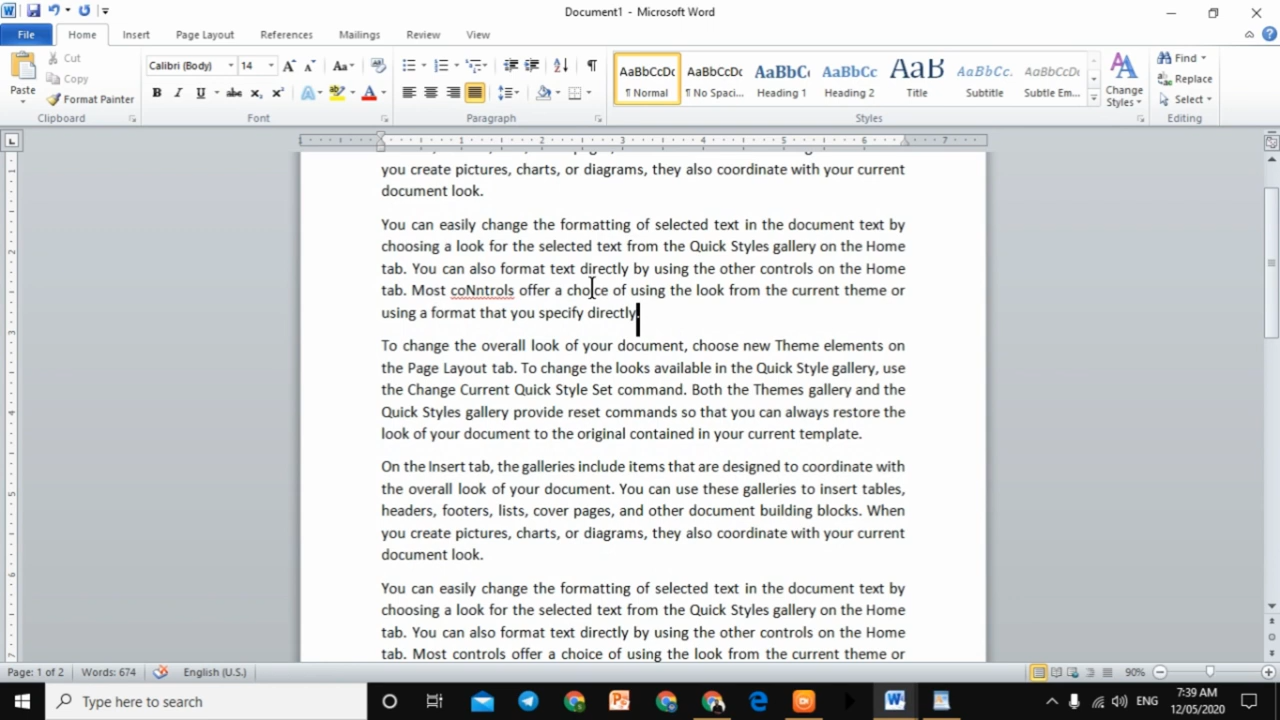 Document1 - Microsoft Word
File Home Insert Page Layout References Mailings Review View
Paste
Cut
Copy
Format Painter
Clipboard
Calibri (Body) 14
Font
Paragraph
AaBbCcDc AaBbCcDc AaBbC AaBbCc AaB AaBbCc. AaBbCcDc
¶ Normal ¶ No Spaci... Heading 1 Heading 2 Title Subtitle Subtle Em...
Change Styles
Styles
Find
Replace
Select
Editing
1 2 3 4 5 6 7
you create pictures, charts, or diagrams, they also coordinate with your current
document look.
You can easily change the formatting of selected text in the document text by
choosing a look for the selected text from the Quick Styles gallery on the Home
tab. You can also format text directly by using the other controls on the Home
tab. Most coNntrols offer a choice of using the look from the current theme or
using a format that you specify directly.
To change the overall look of your document, choose new Theme elements on
the Page Layout tab. To change the looks available in the Quick Style gallery, use
the Change Current Quick Style Set command. Both the Themes gallery and the
Quick Styles gallery provide reset commands so that you can always restore the
look of your document to the original contained in your current template.
On the Insert tab, the galleries include items that are designed to coordinate with
the overall look of your document. You can use these galleries to insert tables,
headers, footers, lists, cover pages, and other document building blocks. When
you create pictures, charts, or diagrams, they also coordinate with your current
document look.
You can easily change the formatting of selected text in the document text by
choosing a look for the selected text from the Quick Styles gallery on the Home
tab. You can also format text directly by using the other controls on the Home
tab. Most controls offer a choice of using the look from the current theme or
Page: 1 of 2 Words: 674 English (U.S.) 90%
Type here to search
ENG
7:39 AM
12/05/2020